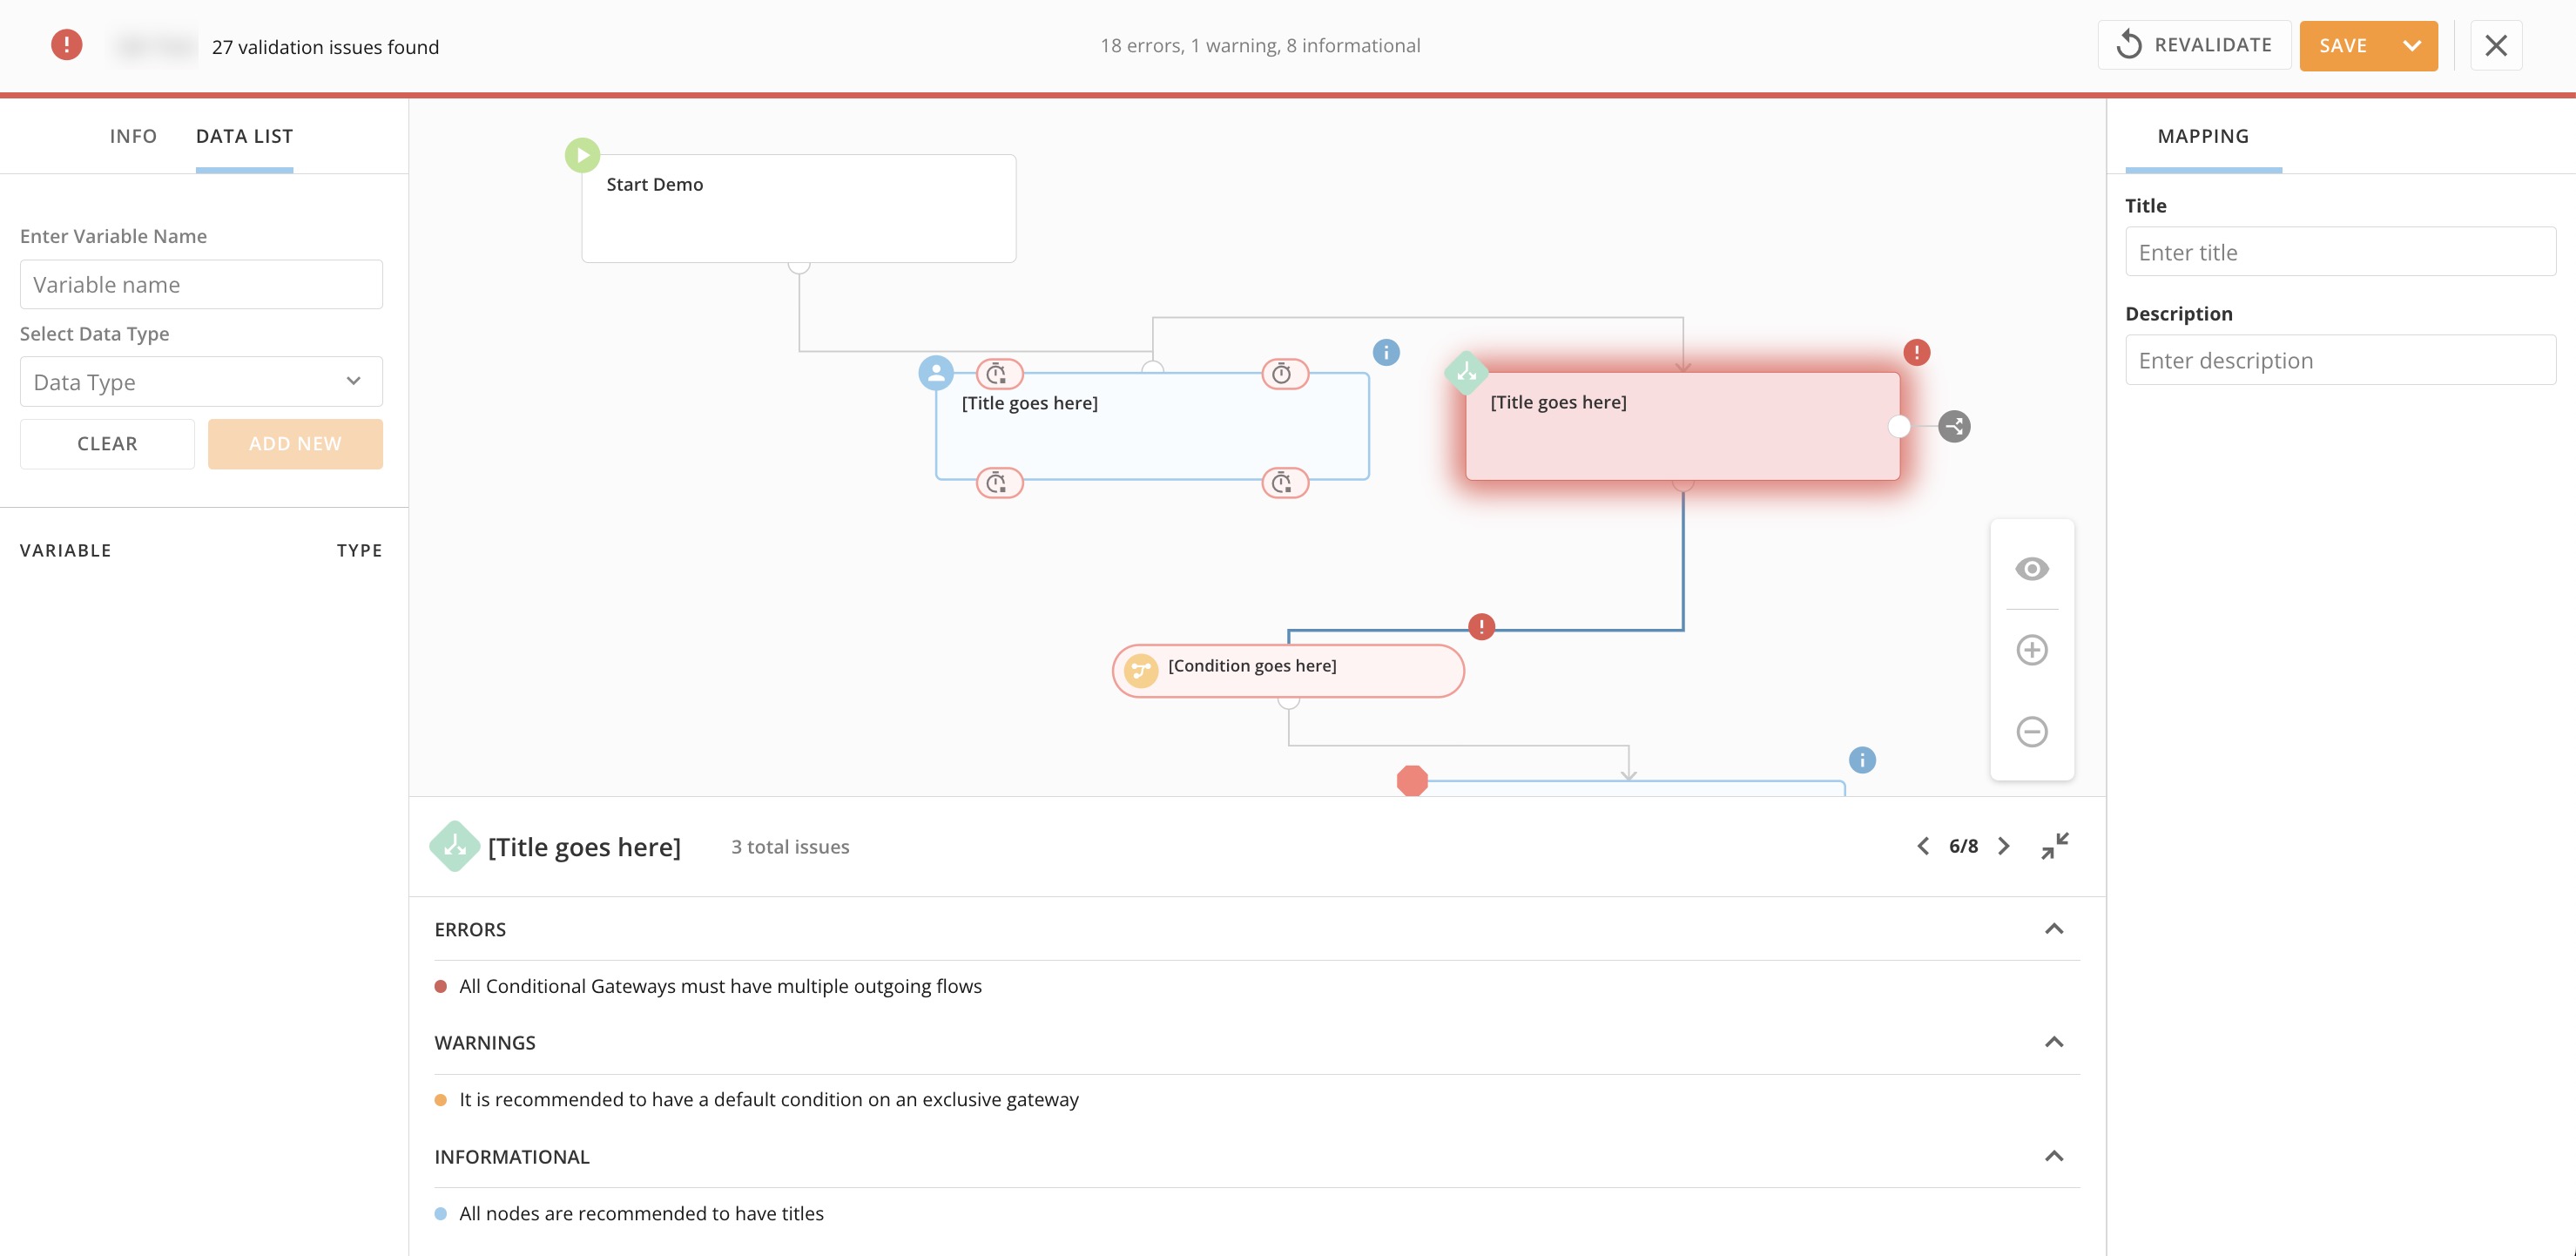 27 validation issues found
18 errors, 1 warning, 8 informational
REVALIDATE
SAVE
INFO
DATA LIST
Enter Variable Name
Variable name
Select Data Type
Data Type
CLEAR
ADD NEW
VARIABLE
TYPE
Start Demo
[Title goes here]
[Title goes here]
[Condition goes here]
[Title goes here]
3 total issues
6/8
ERRORS
All Conditional Gateways must have multiple outgoing flows
WARNINGS
It is recommended to have a default condition on an exclusive gateway
INFORMATIONAL
All nodes are recommended to have titles
MAPPING
Title
Enter title
Description
Enter description